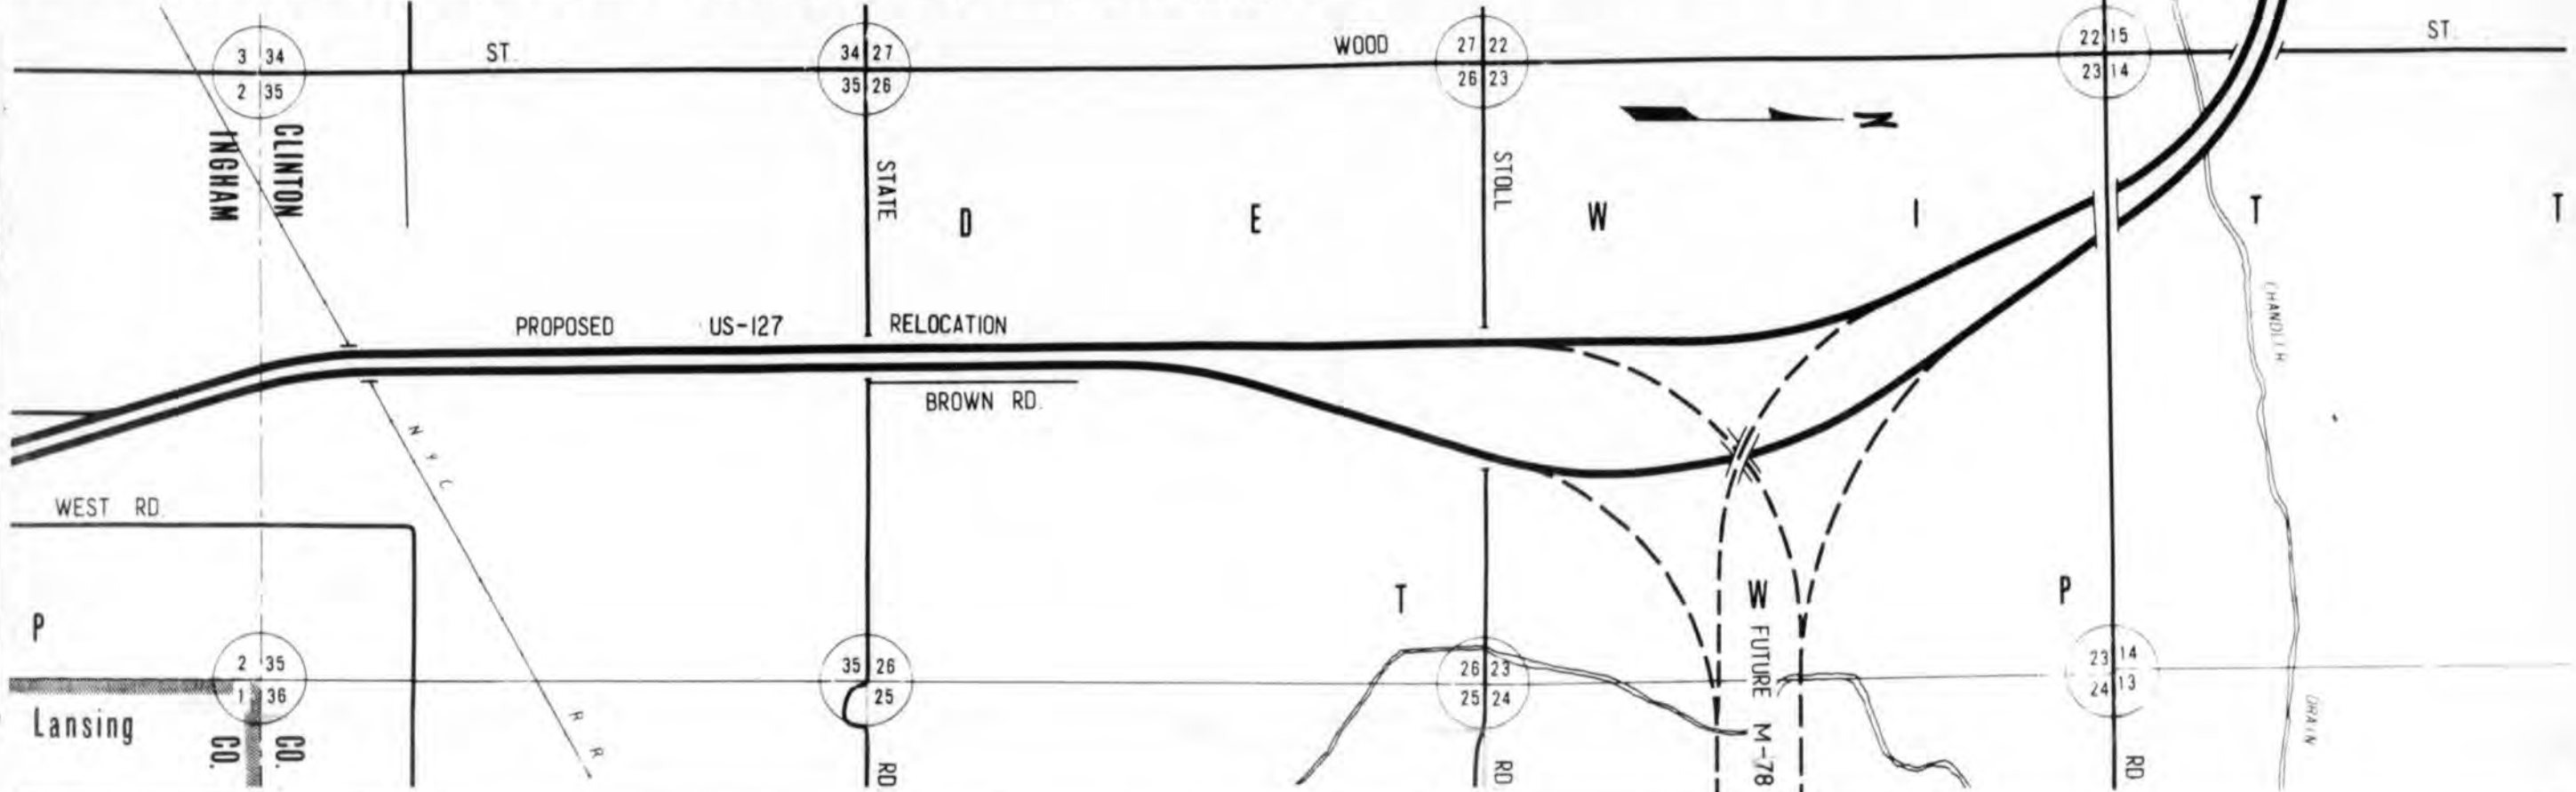 3 34
2 35
ST.
34 27
35 26
WOOD
27 22
26 23
22 15
23 14
ST.
N
CLINTON
INGHAM
STATE
STOLL
D E W I T T
PROPOSED US-127 RELOCATION
BROWN RD.
CHANDLER
N Y C
WEST RD.
T W P
P
FUTURE M-78
2 35
1 36
35 26
25
26 23
25 24
23 14
24 13
Lansing
CO.
CO.
R R
RD
RD
RD
DRAIN